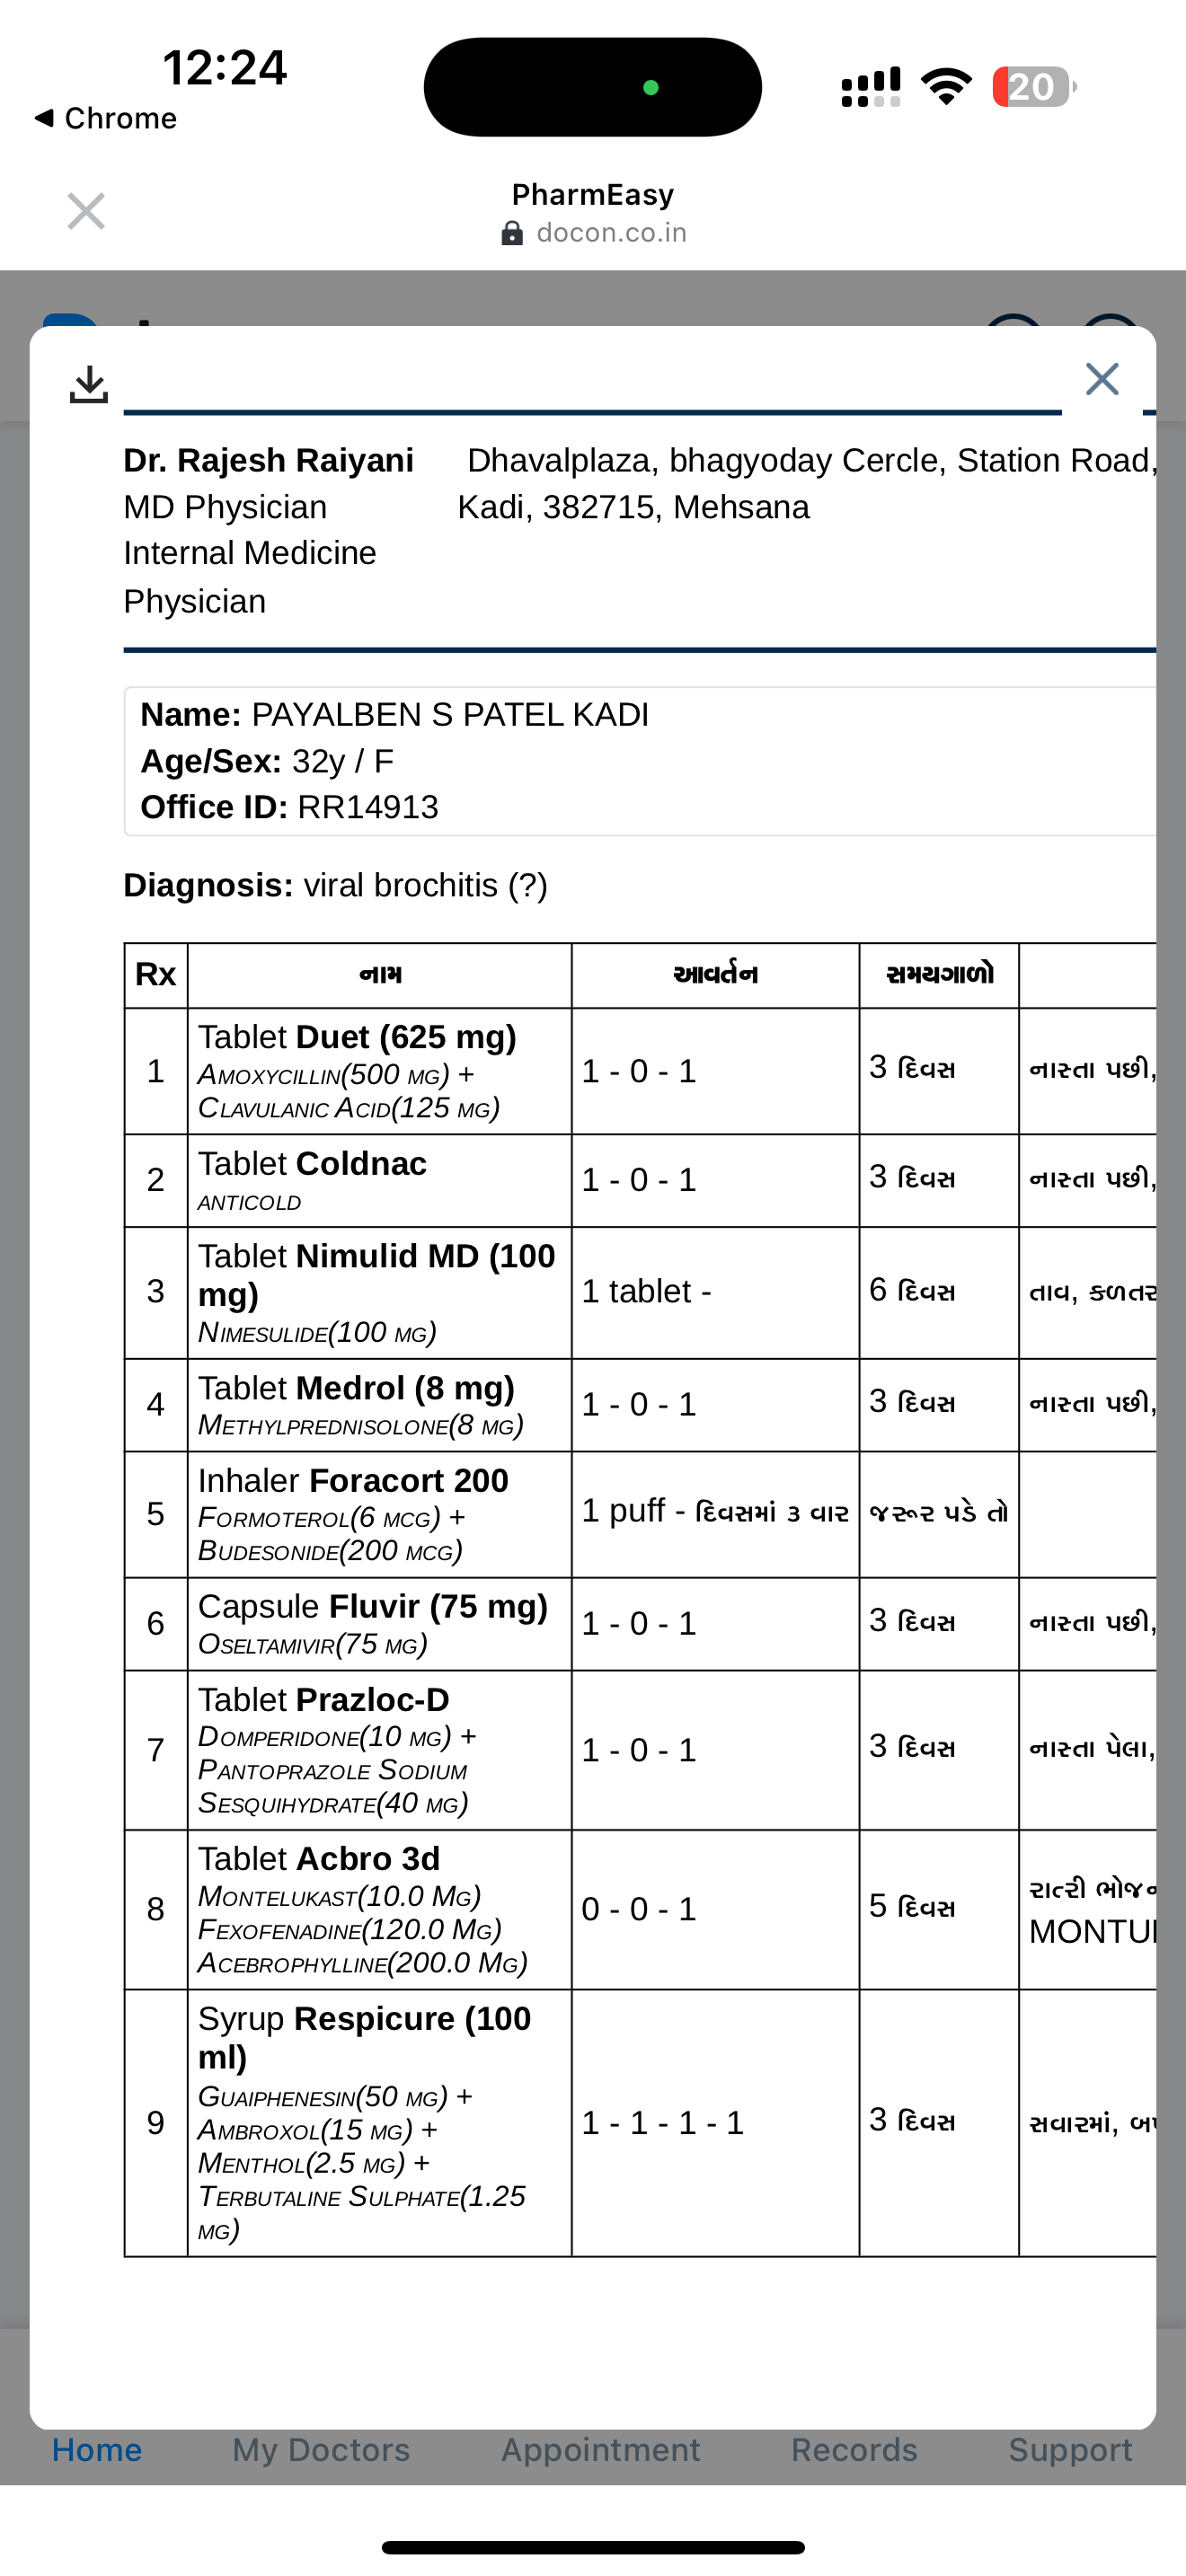 12:24
20
Chrome
PharmEasy
docon.co.in
Dr. Rajesh Raiyani Dhavalplaza, bhagyoday Cercle, Station Road,
MD Physician Kadi, 382715, Mehsana
Internal Medicine
Physician
Name: PAYALBEN S PATEL KADI
Age/Sex: 32y / F
Office ID: RR14913
Diagnosis: viral brochitis (?)
Rx નામ આવર્તન સમયગાળો
1 Tablet Duet (625 mg) 1 - 0 - 1 3 દિવસ નાસ્તા પછી,
AMOXYCILLIN(500 MG) +
CLAVULANIC ACID(125 MG)
2 Tablet Coldnac 1 - 0 - 1 3 દિવસ નાસ્તા પછી,
ANTICOLD
3 Tablet Nimulid MD (100 1 tablet - 6 દિવસ તાવ,
mg)
NIMESULIDE(100 MG)
4 Tablet Medrol (8 mg) 1 - 0 - 1 3 દિવસ નાસ્તા પછી,
METHYLPREDNISOLONE(8 MG)
5 Inhaler Foracort 200 1 puff - દિવસમાં ૩ વાર જરૂર પડે તો
FORMOTEROL(6 MCG) +
BUDESONIDE(200 MCG)
6 Capsule Fluvir (75 mg) 1 - 0 - 1 3 દિવસ નાસ્તા પછી,
OSELTAMIVIR(75 MG)
7 Tablet Prazloc-D 1 - 0 - 1 3 દિવસ નાસ્તા પેલા,
DOMPERIDONE(10 MG) +
PANTOPRAZOLE SODIUM
SESQUIHYDRATE(40 MG)
8 Tablet Acbro 3d 0 - 0 - 1 5 દિવસ રાત્રી
MONTELUKAST(10.0 MG)
FEXOFENADINE(120.0 MG)
ACEBROPHYLLINE(200.0 MG)
9 Syrup Respicure (100 1 - 1 - 1 - 1 3 દિવસ સવારમાં,
ml)
GUAIPHENESIN(50 MG) +
AMBROXOL(15 MG) +
MENTHOL(2.5 MG) +
TERBUTALINE SULPHATE(1.25
MG)
Home My Doctors Appointment Records Support